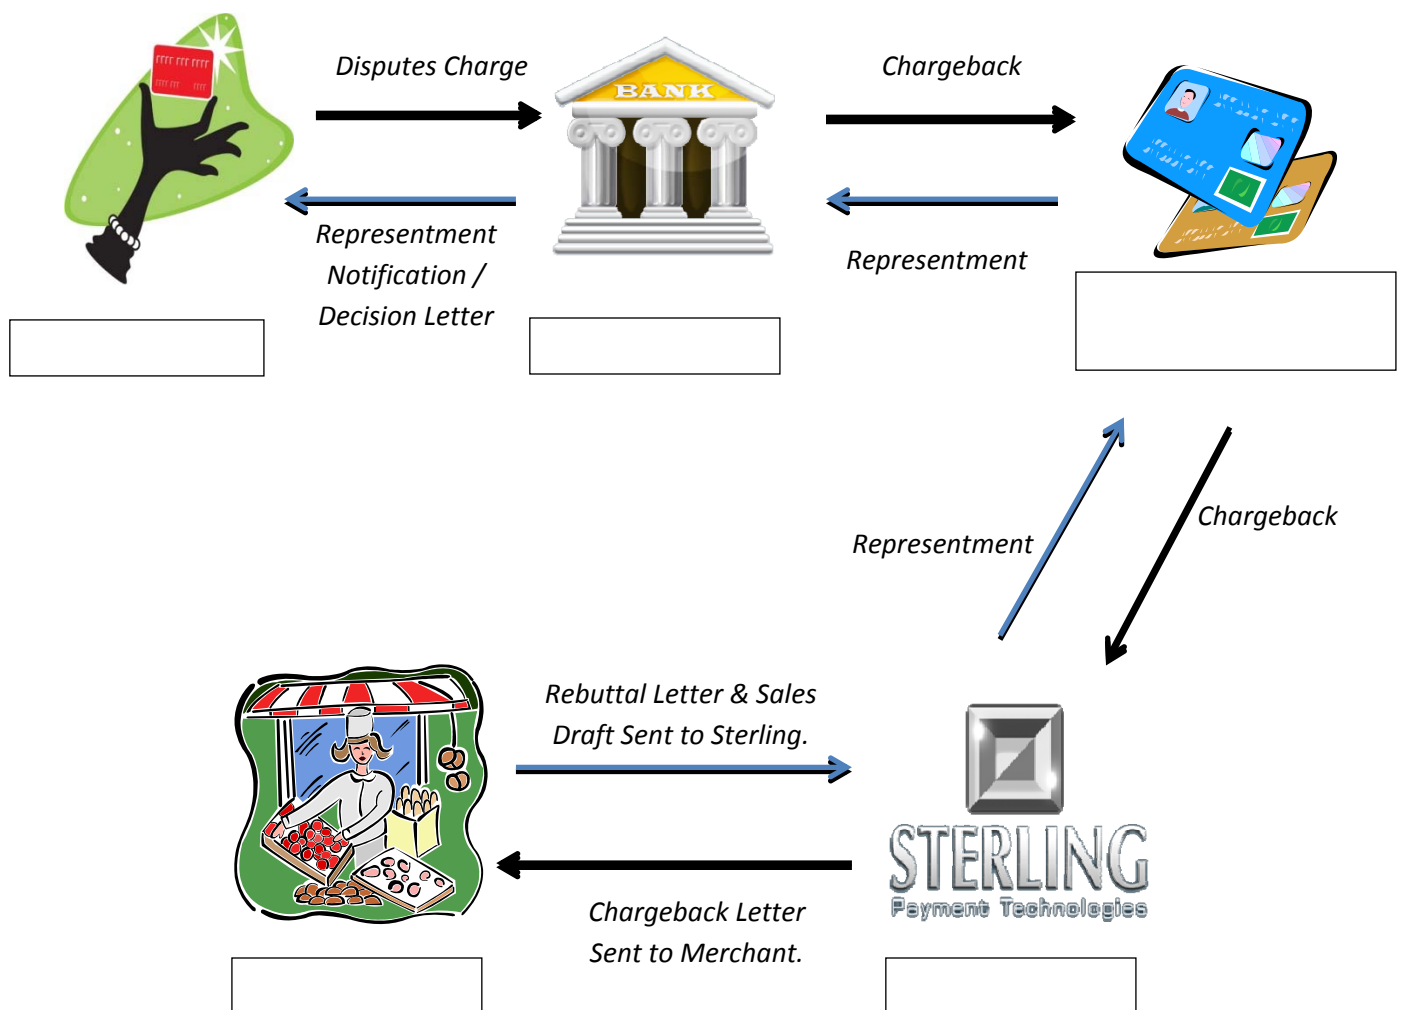 Disputes Charge
BANK
Chargeback
Representment
Notification /
Decision Letter
Representment
Representment
Chargeback
Rebuttal Letter & Sales
Draft Sent to Sterling.
STERLING
Payment Technologies
Chargeback Letter
Sent to Merchant.